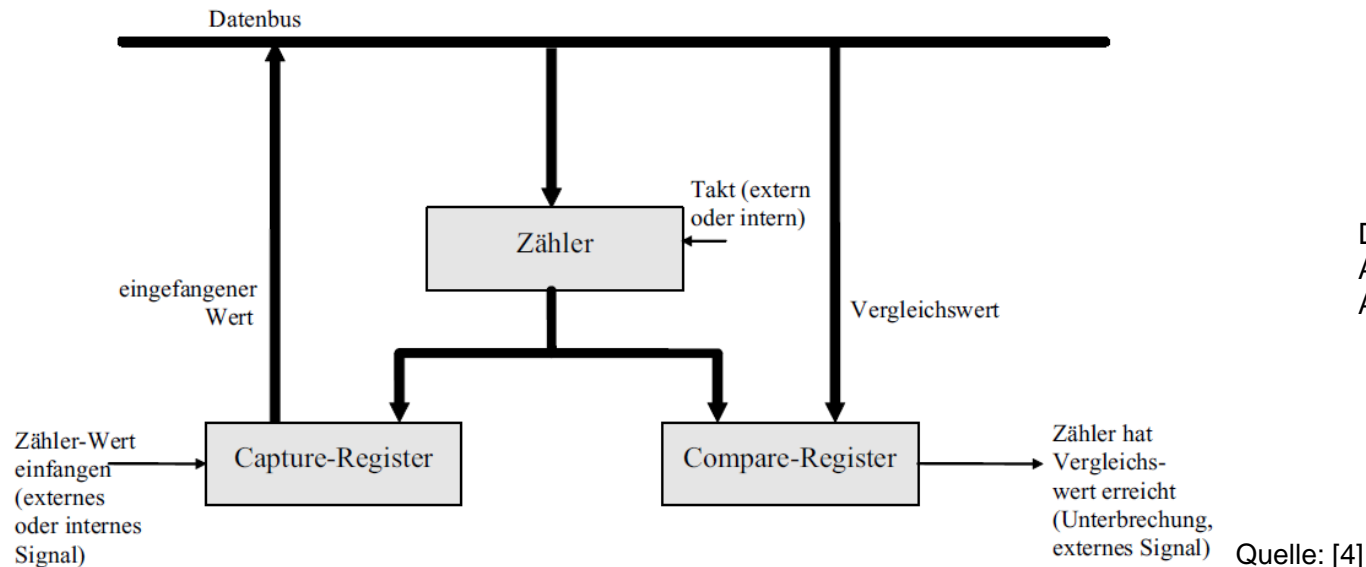 Datenbus
Takt (extern
oder intern)
Zähler
eingefangener
Wert
Vergleichswert
Zähler-Wert
einfangen
(externes
oder internes
Signal)
Capture-Register
Compare-Register
Zähler hat
Vergleichs-
wert erreicht
(Unterbrechung,
externes Signal)
Quelle: [4]